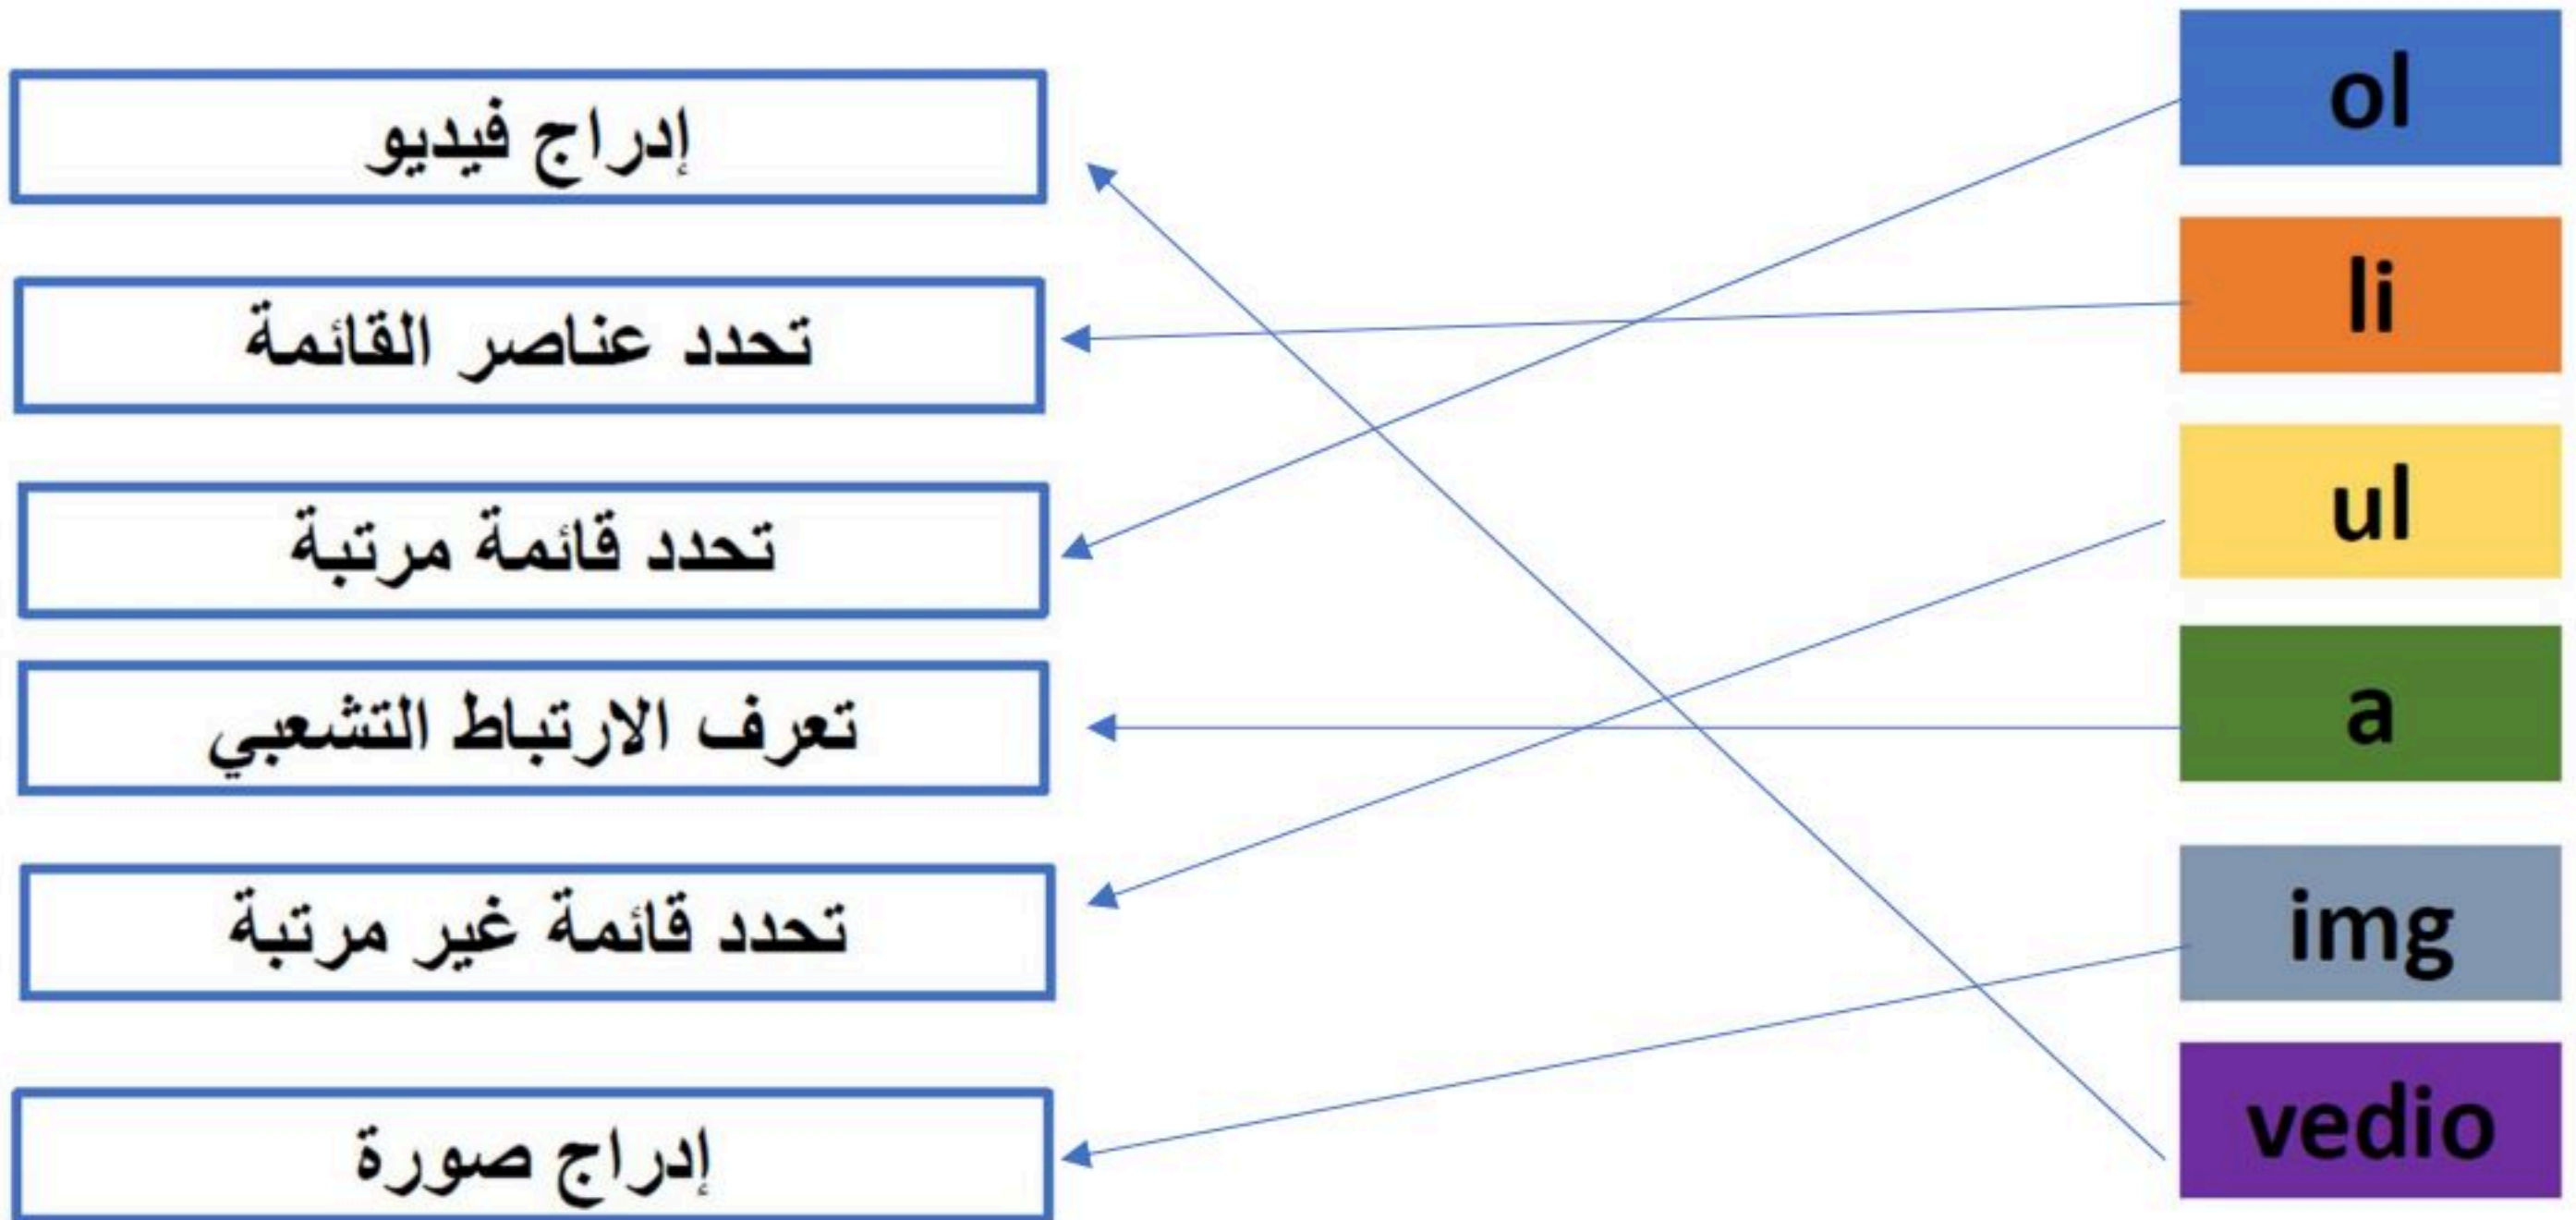 ol
إدراج فيديو
li
تحدد عناصر القائمة
ul
تحدد قائمة مرتبة
a
تعرف الارتباط التشعبي
img
تحدد قائمة غير مرتبة
vedio
إدراج صورة